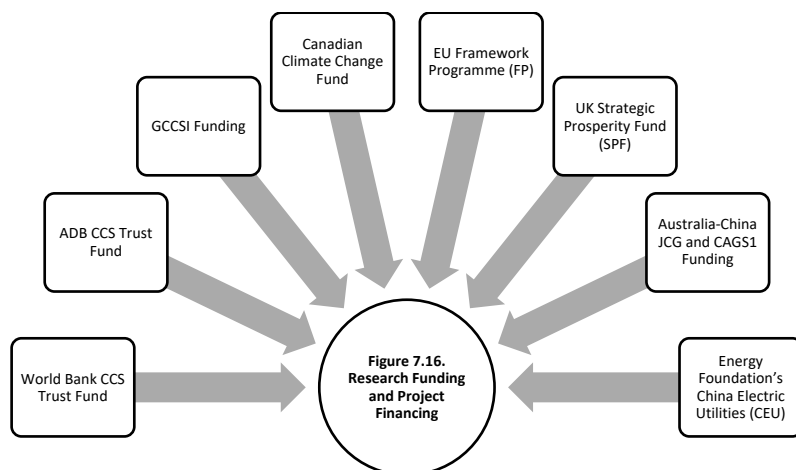 Canadian
Climate Change
Fund
EU Framework
Programme (FP)
GCCSI Funding
UK Strategic
Prosperity Fund
(SPF)
ADB CCS Trust
Fund
Australia-China
JCG and CAGS1
Funding
World Bank CCS
Trust Fund
Figure 7.16.
Research Funding
and Project
Financing
Energy
Foundation’s
China Electric
Utilities (CEU)